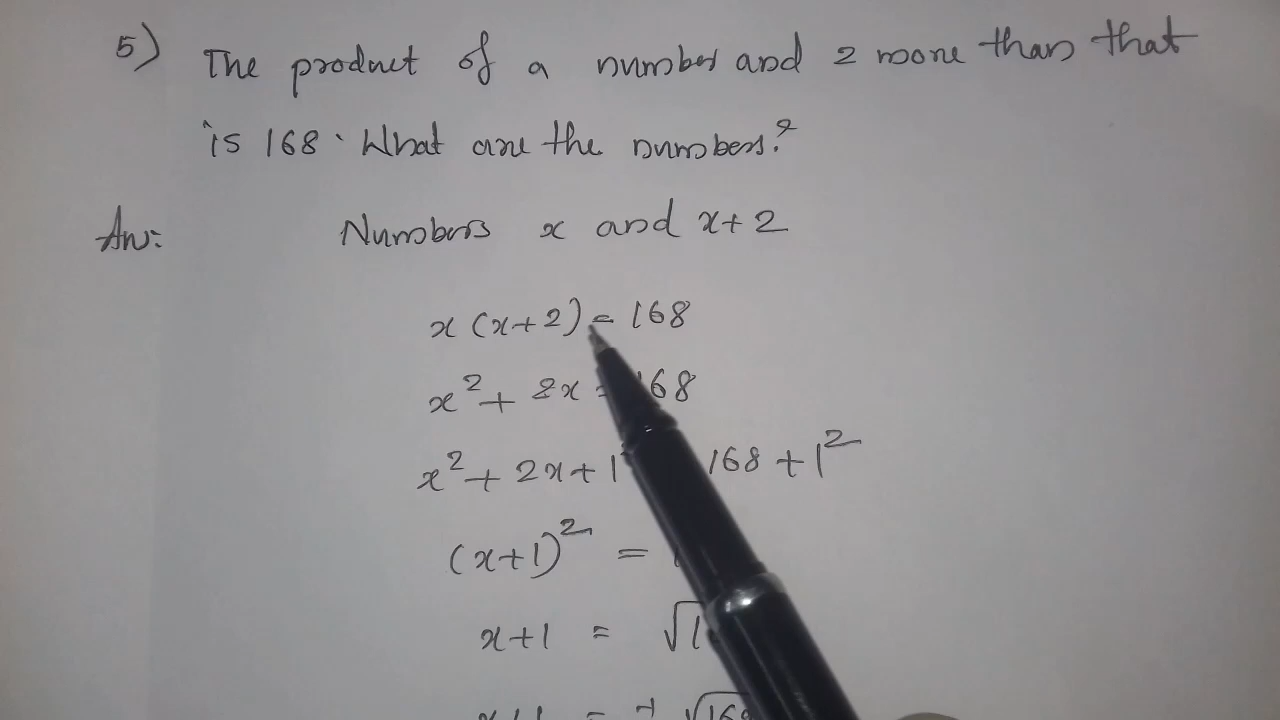 5) The product of a number and 2 more than that
is 168. What are the numbers?
Ans: Numbers x and x+2
x (x+2) = 168
x² + 2x = 168
x² + 2x + 1 168 + 1²
(x+1)² =
x+1 = √1